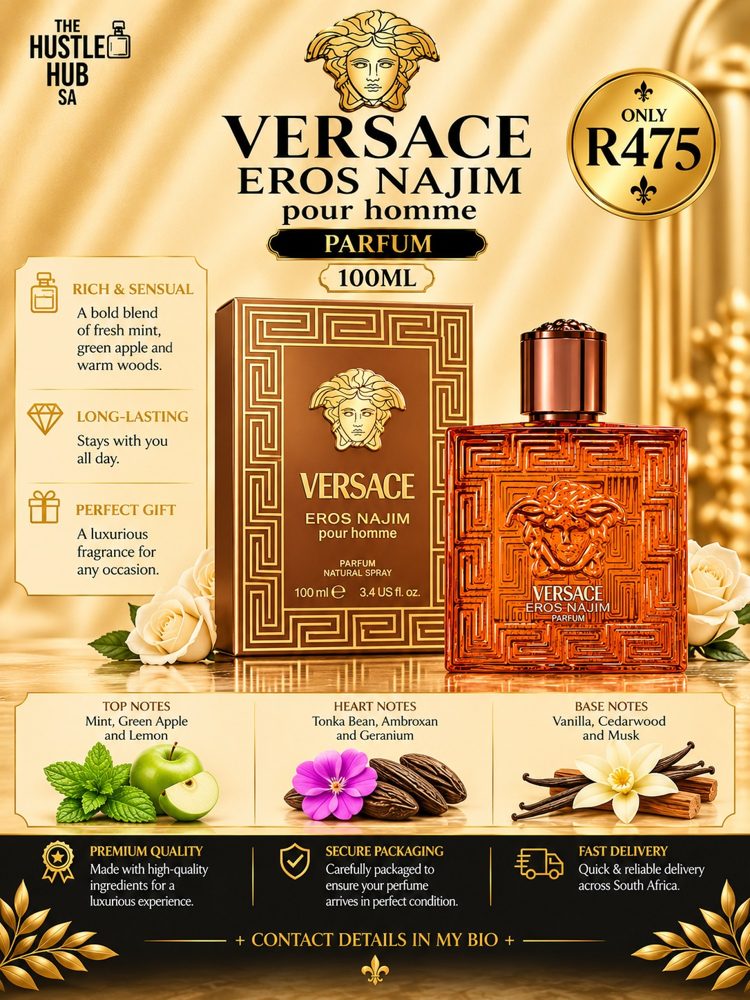 THE
HUSTLE
HUB
SA
VERSACE
EROS NAJIM
pour homme
PARFUM
100ML
ONLY
R475
RICH & SENSUAL
A bold blend
of fresh mint,
green apple and
warm woods.
LONG-LASTING
Stays with you
all day.
PERFECT GIFT
A luxurious
fragrance for
any occasion.
VERSACE
EROS NAJIM
pour homme
PARFUM
NATURAL SPRAY
100 ml ℮ 3.4 US fl. oz.
VERSACE
EROS NAJIM
PARFUM
TOP NOTES
Mint, Green Apple
and Lemon
HEART NOTES
Tonka Bean, Ambroxan
and Geranium
BASE NOTES
Vanilla, Cedarwood
and Musk
PREMIUM QUALITY
Made with high-quality
ingredients for a
luxurious experience.
SECURE PACKAGING
Carefully packaged to
ensure your perfume
arrives in perfect condition.
FAST DELIVERY
Quick & reliable delivery
across South Africa.
+ CONTACT DETAILS IN MY BIO +